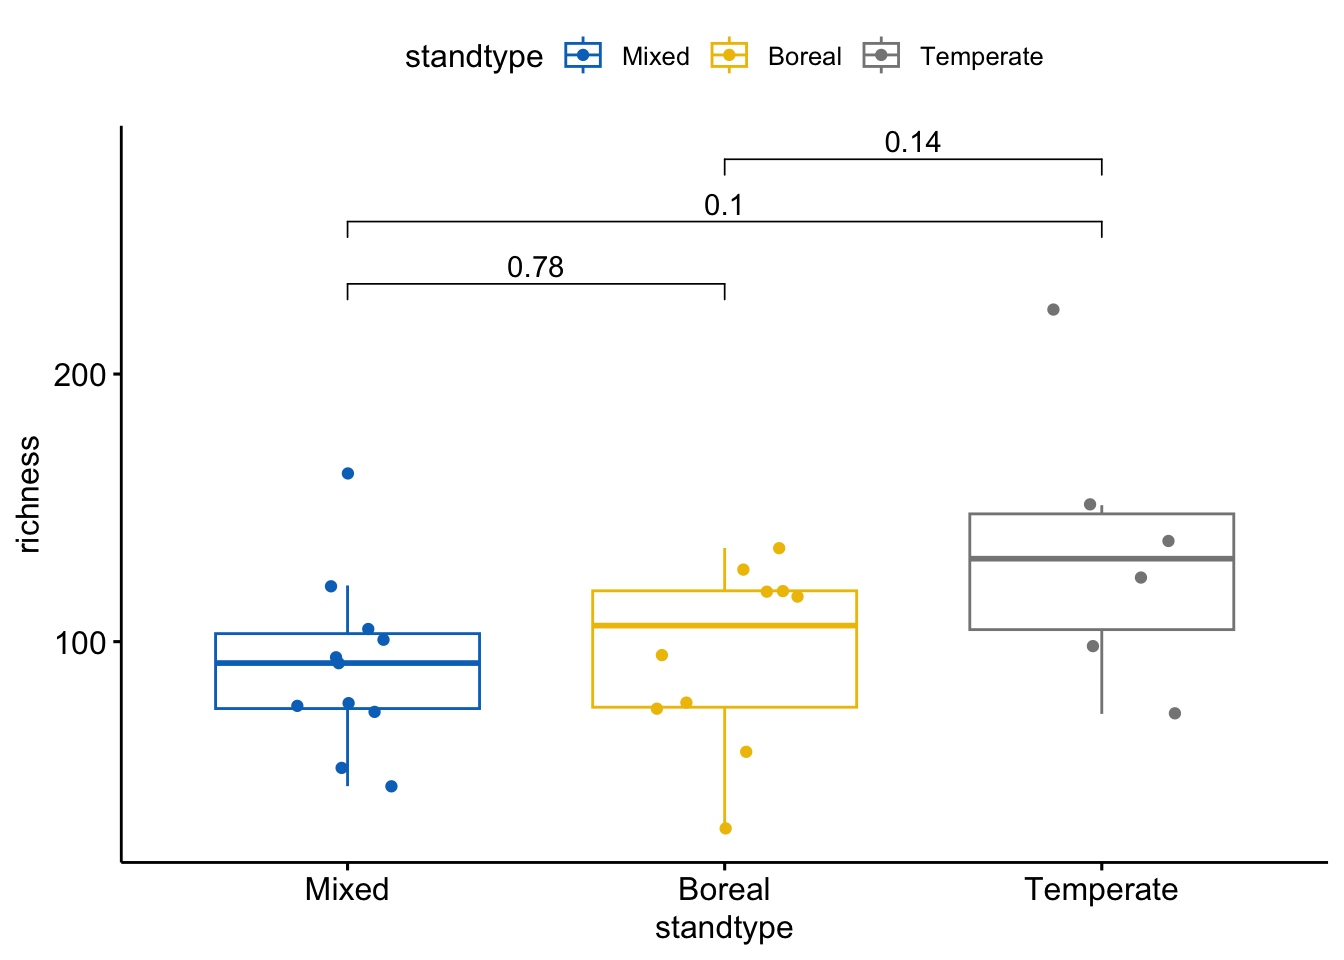 standtype Mixed Boreal Temperate
0.14
0.1
0.78
200
richness
100
Mixed Boreal Temperate
standtype